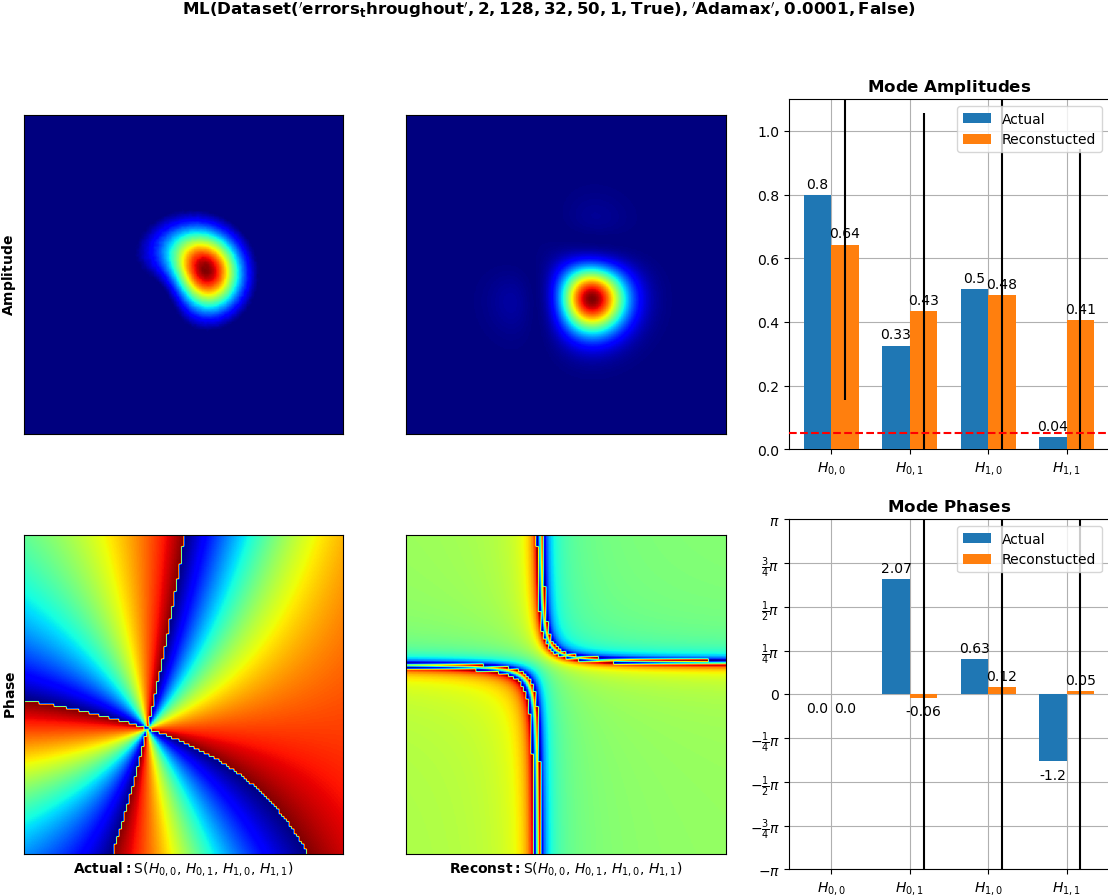 ML(Dataset('errors_throughout', 2, 128, 32, 50, 1, True), 'Adamax', 0.0001, False)
Mode Amplitudes
Amplitude
1.0
0.8
0.6
0.4
0.2
0.0
Actual
Reconstucted
0.8
0.64
0.33
0.43
0.5
0.48
0.04
0.41
H0,0
H0,1
H1,0
H1,1
Mode Phases
Phase
π
3/4π
1/2π
1/4π
0
−1/4π
−1/2π
−3/4π
−π
Actual
Reconstucted
0.0
0.0
2.07
-0.06
0.63
0.12
-1.2
0.05
H0,0
H0,1
H1,0
H1,1
Actual: S(H0,0, H0,1, H1,0, H1,1)
Reconst: S(H0,0, H0,1, H1,0, H1,1)